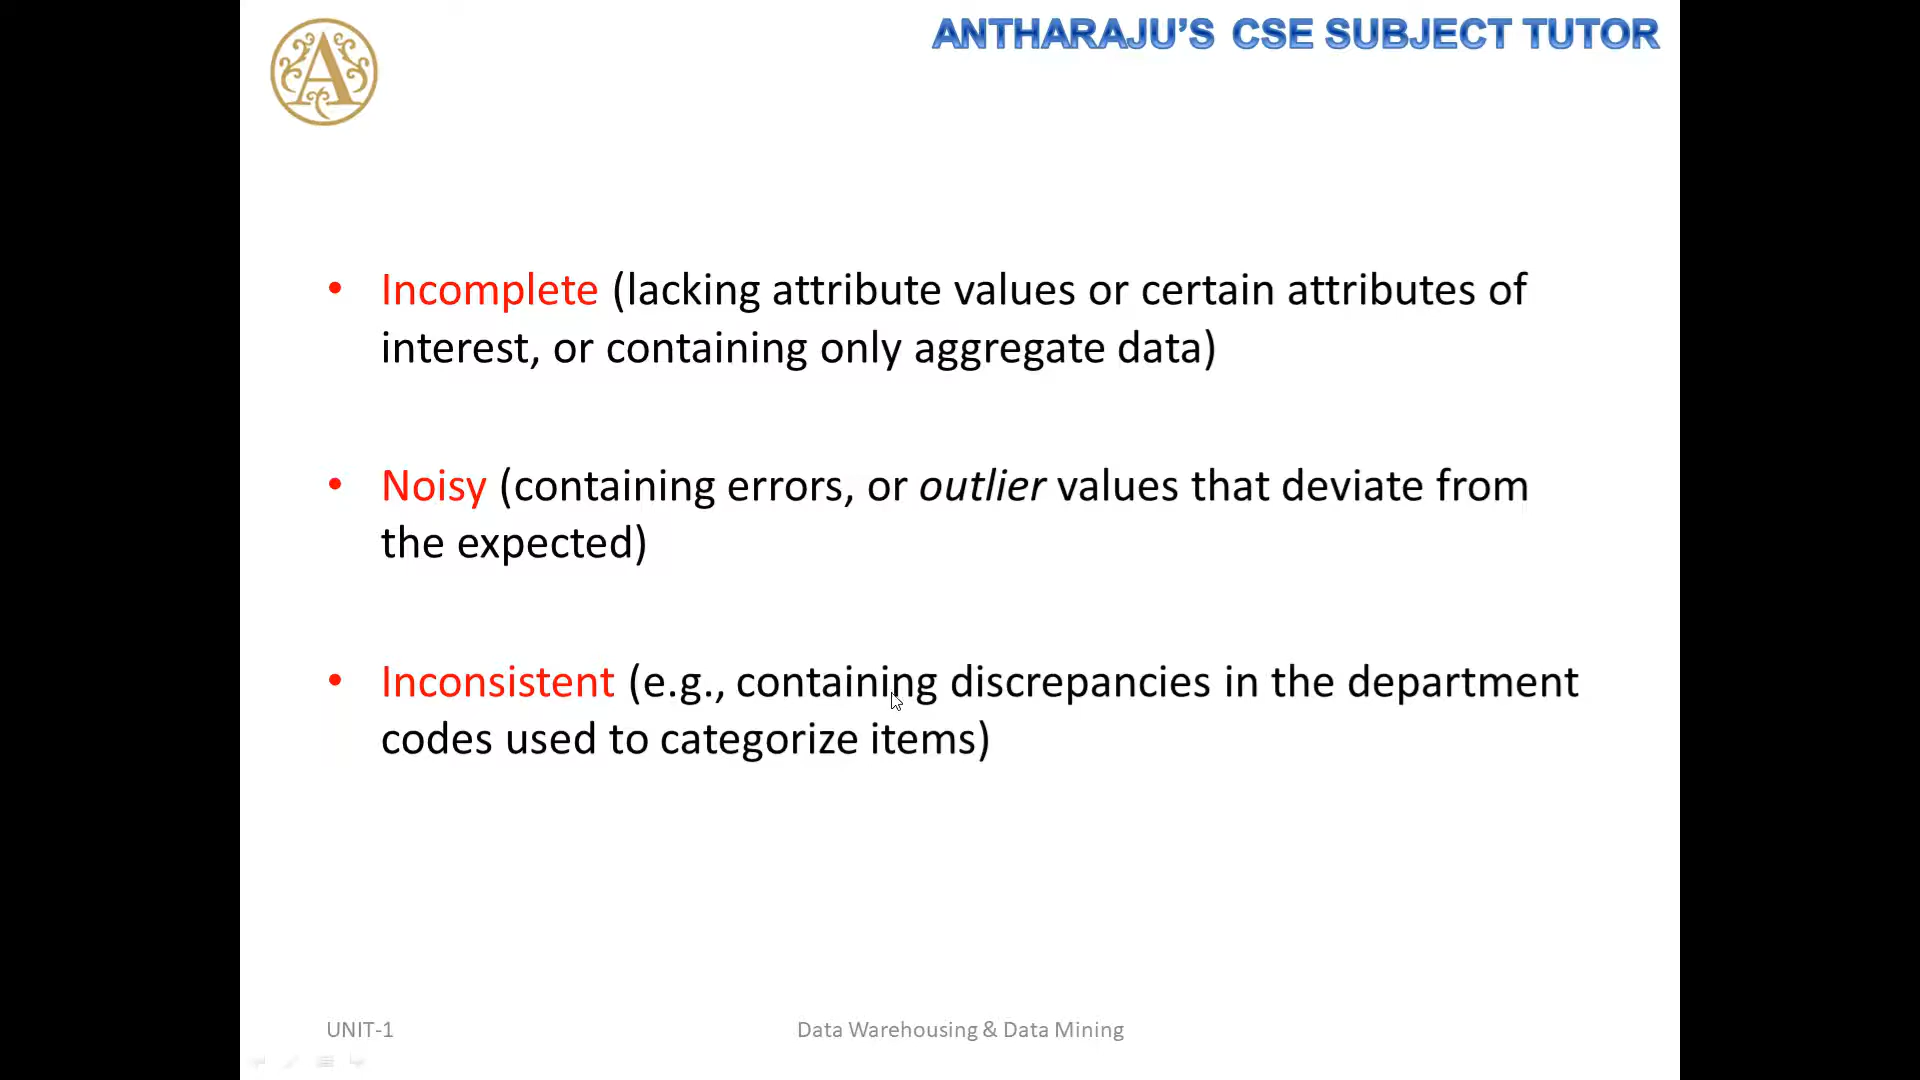 A
ANTHARAJU'S CSE SUBJECT TUTOR
• Incomplete (lacking attribute values or certain attributes of
interest, or containing only aggregate data)
• Noisy (containing errors, or outlier values that deviate from
the expected)
• Inconsistent (e.g., containing discrepancies in the department
codes used to categorize items)
UNIT-1
Data Warehousing & Data Mining